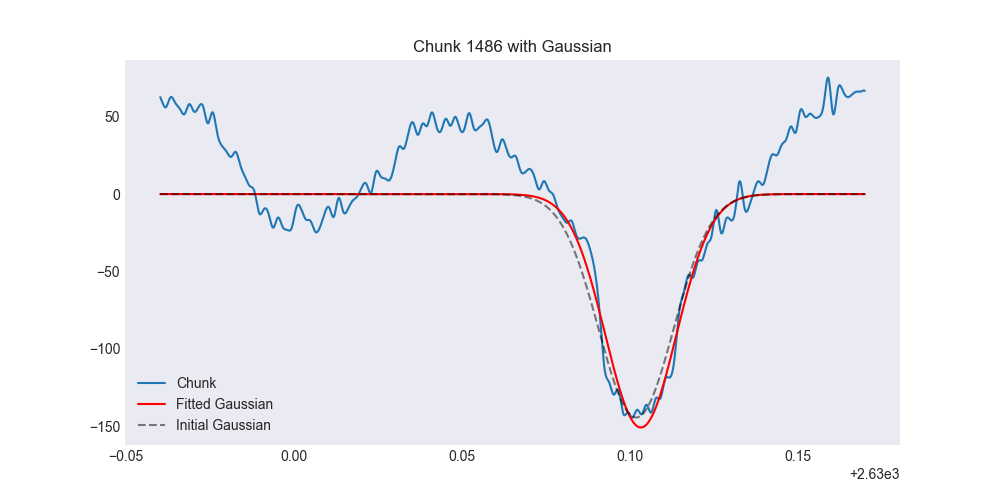 Chunk 1486 with Gaussian
50
0
−50
−100
−150
Chunk
Fitted Gaussian
Initial Gaussian
−0.05 0.00 0.05 0.10 0.15
+2.63e3